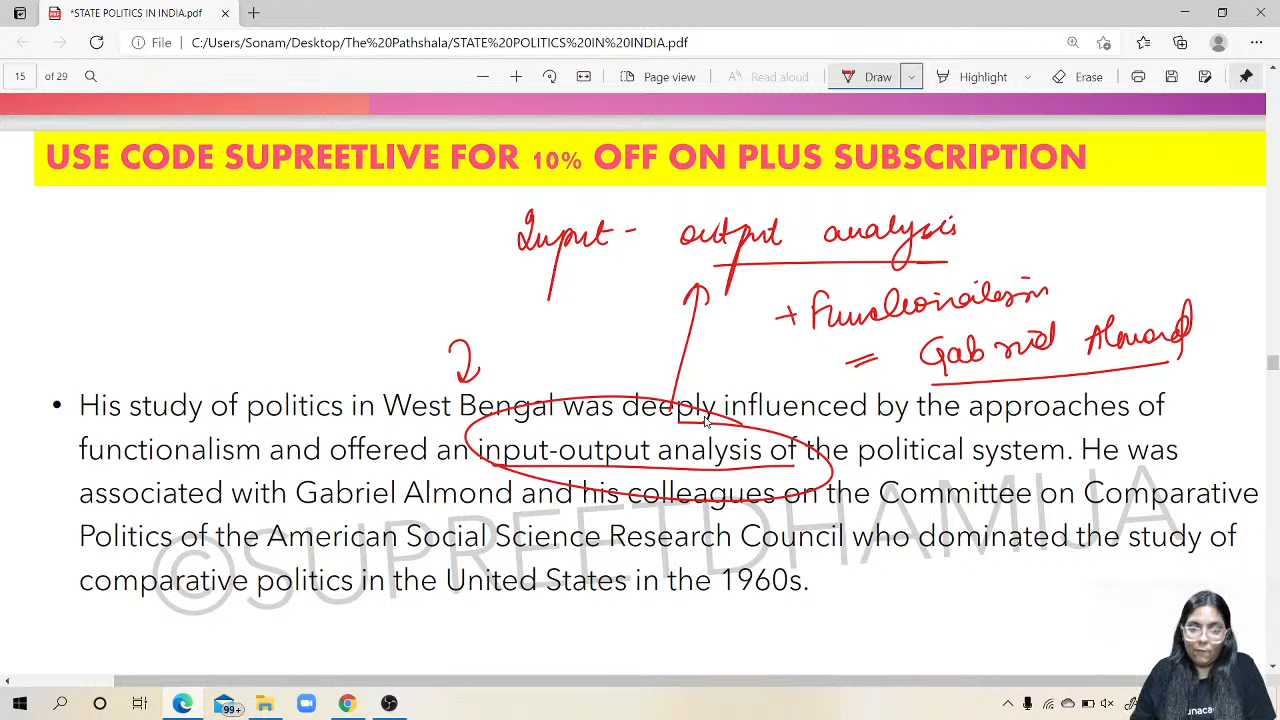 *STATE POLITICS IN INDIA.pdf
File C:/Users/Sonam/Desktop/The%20Pathshala/STATE%20POLITICS%20IN%20INDIA.pdf
15 of 29 Page view Read aloud Draw Highlight Erase
USE CODE SUPREETLIVE FOR 10% OFF ON PLUS SUBSCRIPTION
Input - output analysis
+ Functionalism
= Gabriel Almond
• His study of politics in West Bengal was deeply influenced by the approaches of
functionalism and offered an input-output analysis of the political system. He was
associated with Gabriel Almond and his colleagues on the Committee on Comparative
Politics of the American Social Science Research Council who dominated the study of
comparative politics in the United States in the 1960s.
©SUPREETDHAMIJA
99+